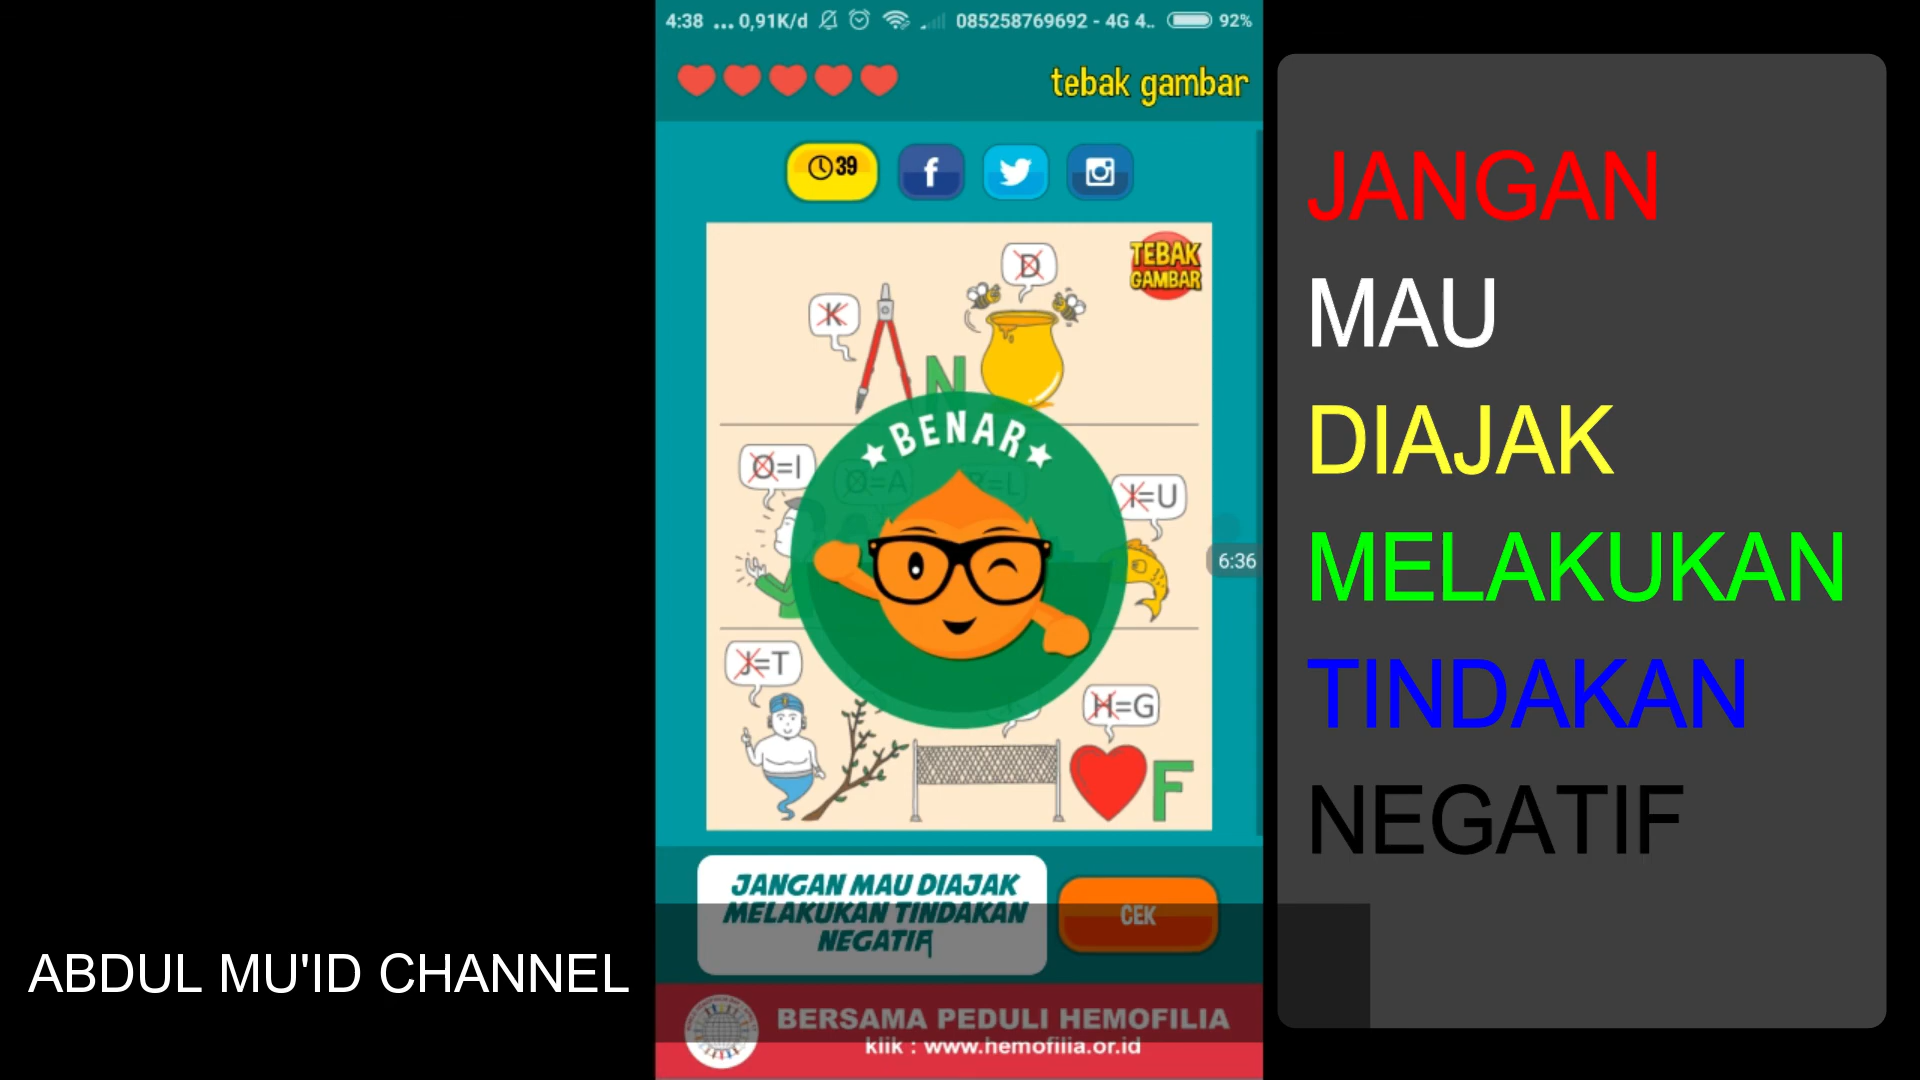 4:38 ... 0,91K/d 085258769692 - 4G 4.. 92%
tebak gambar
39
f
TEBAK
GAMBAR
D
K
N
BENAR
O=I
O=A
=L
I=U
6:36
J=T
H=G
F
JANGAN MAU DIAJAK
MELAKUKAN TINDAKAN
NEGATIF
CEK
BERSAMA PEDULI HEMOFILIA
klik : www.hemofilia.or.id
ABDUL MU'ID CHANNEL
JANGAN
MAU
DIAJAK
MELAKUKAN
TINDAKAN
NEGATIF